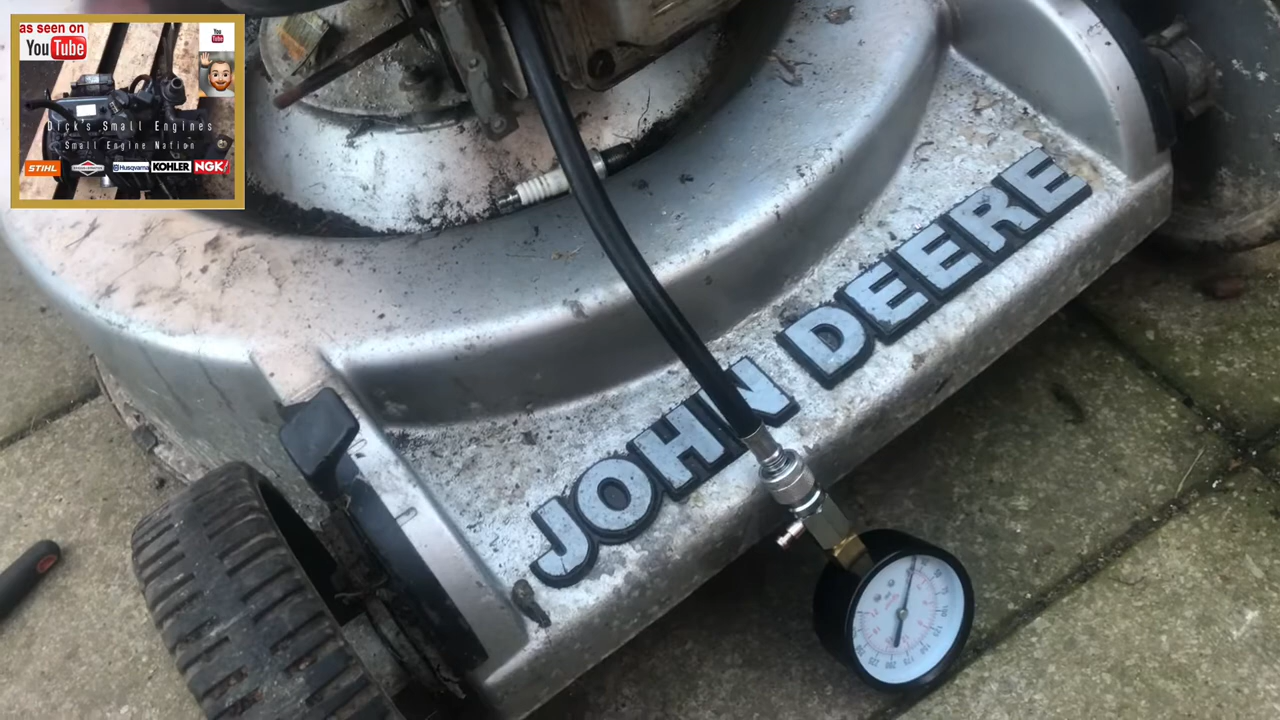 as seen on
YouTube
Dick's Small Engines
Small Engine Nation
STIHL
Husqvarna
KOHLER
NGK
JOHN DEERE